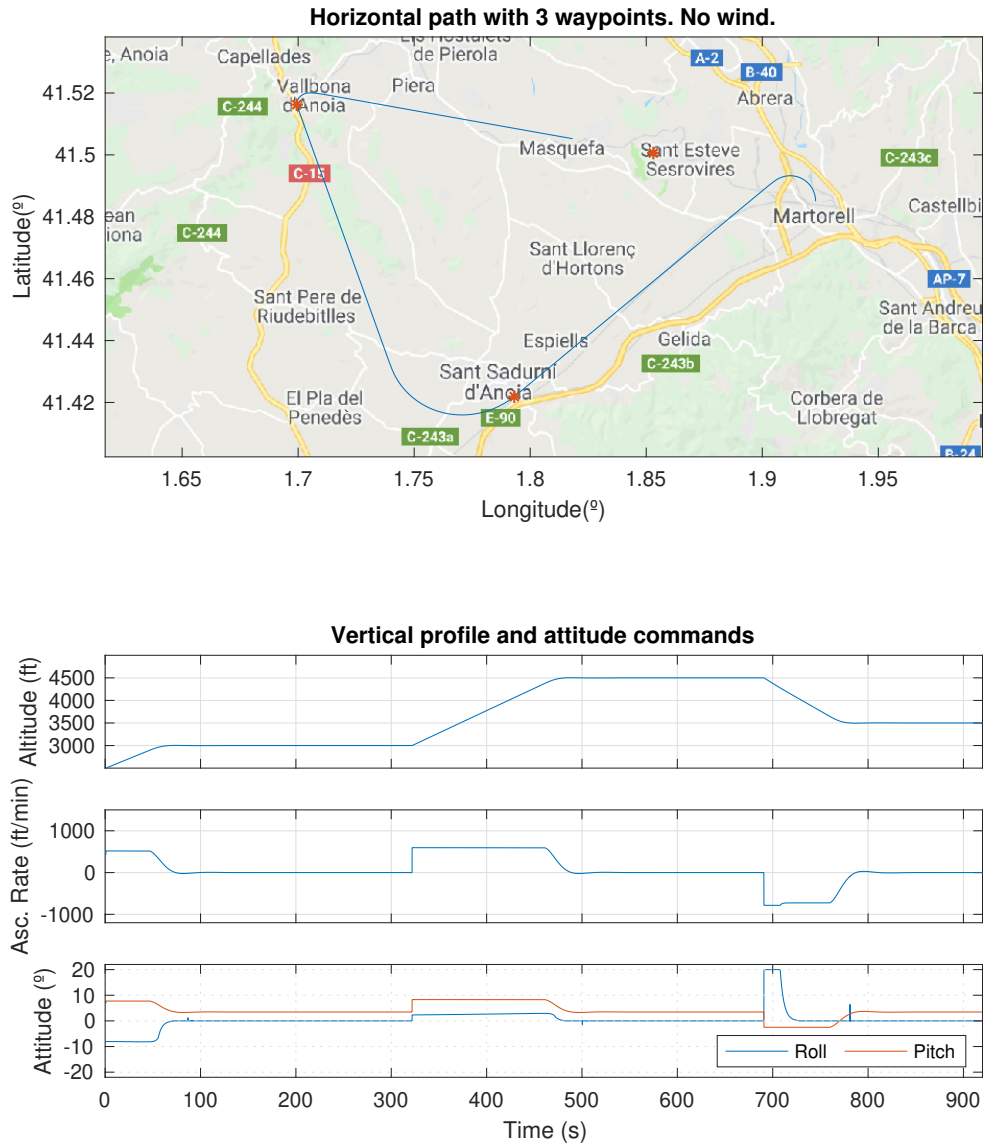 Horizontal path with 3 waypoints. No wind.
e, Anoia
Capellades
de Pierola
A-2
B-40
Vallbona
d'Anoia
Piera
Abrera
C-244
Masquefa
Sant Esteve
Sesrovires
C-243c
C-15
Martorell
Castellbi
C-244
Sant Llorenç
d'Hortons
AP-7
Sant Pere de
Riudebitlles
Sant Andreu
de la Barca
Espiells
Gelida
C-243b
Sant Sadurní
d'Anoia
El Pla del
Penedès
Corbera de
Llobregat
E-90
C-243a
B-24
41.52
41.5
41.48
41.46
41.44
41.42
Latitude(º)
1.65 1.7 1.75 1.8 1.85 1.9 1.95
Longitude(º)
Vertical profile and attitude commands
4500
4000
3500
3000
Altitude (ft)
1000
0
-1000
Asc. Rate (ft/min)
20
10
0
-10
-20
Attitude (º)
Roll Pitch
0 100 200 300 400 500 600 700 800 900
Time (s)